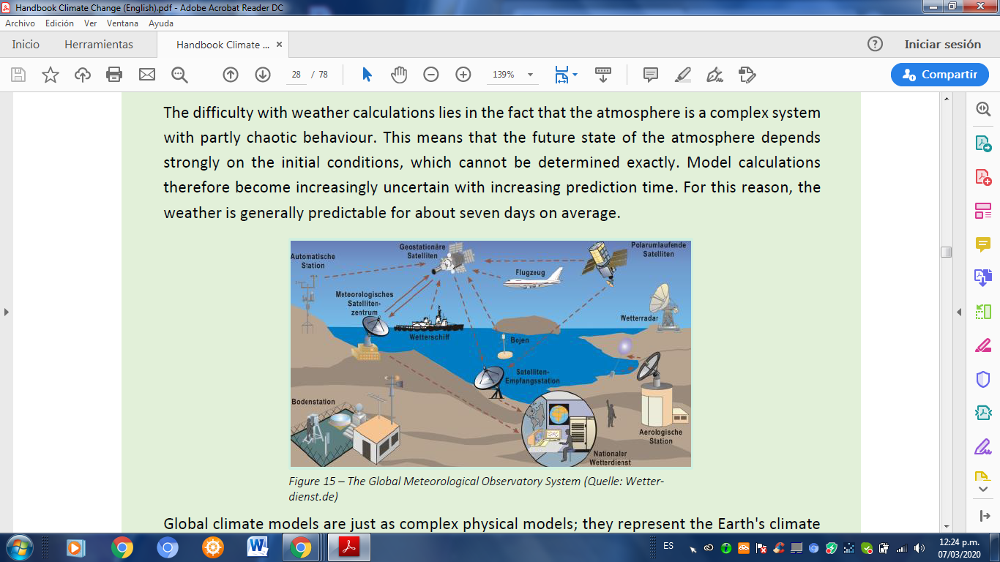 Handbook Climate Change (English).pdf - Adobe Acrobat Reader DC
Archivo Edición Ver Ventana Ayuda
Inicio Herramientas Handbook Climate ... × Iniciar sesión
28 / 78 139% Compartir
The difficulty with weather calculations lies in the fact that the atmosphere is a complex system
with partly chaotic behaviour. This means that the future state of the atmosphere depends
strongly on the initial conditions, which cannot be determined exactly. Model calculations
therefore become increasingly uncertain with increasing prediction time. For this reason, the
weather is generally predictable for about seven days on average.
Automatische
Station
Geostationäre
Satelliten
Polarumlaufende
Satelliten
Flugzeug
Meteorologisches
Satelliten-
zentrum
Wetterschiff
Bojen
Wetterradar
Satelliten-
Empfangsstation
Bodenstation
Aerologische
Station
Nationaler
Wetterdienst
Figure 15 – The Global Meteorological Observatory System (Quelle: Wetter-
dienst.de)
Global climate models are just as complex physical models; they represent the Earth's climate
ES
12:24 p.m.
07/03/2020